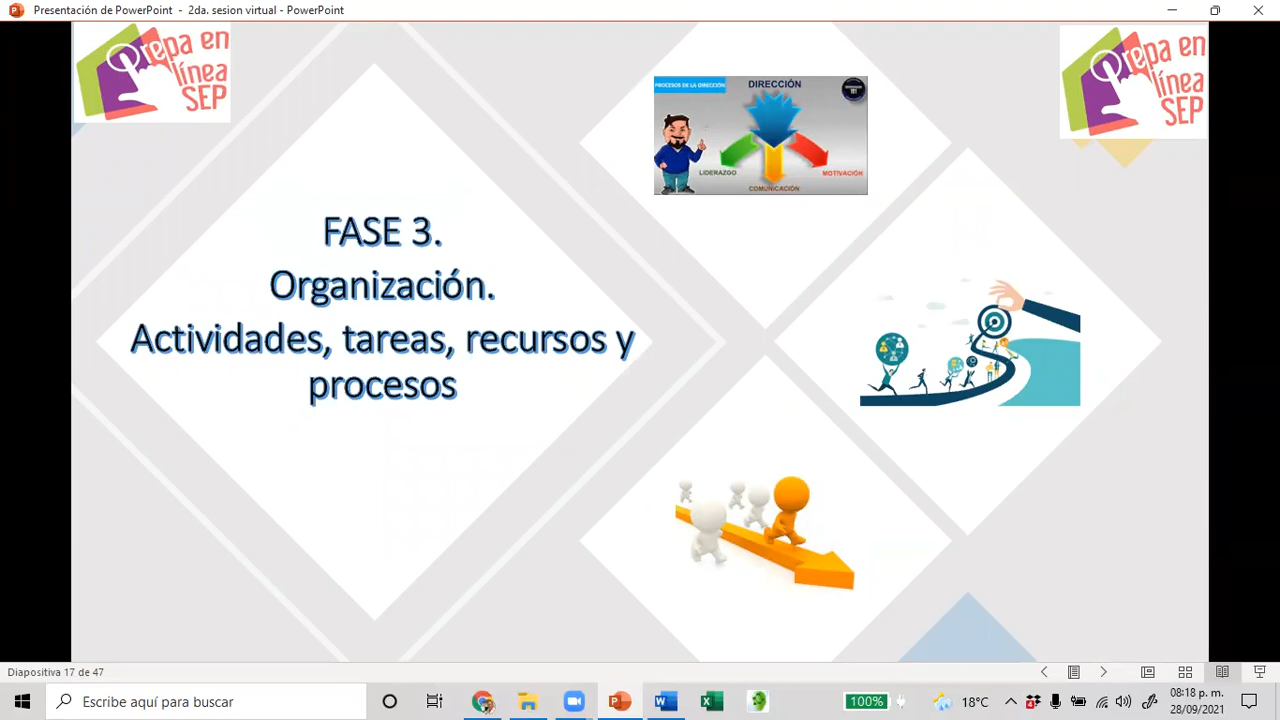 Presentación de PowerPoint - 2da. sesion virtual - PowerPoint
Prepa en
línea
SEP
Prepa en
línea
SEP
PROCESOS DE LA DIRECCIÓN
DIRECCIÓN
LIDERAZGO
MOTIVACIÓN
COMUNICACIÓN
FASE 3.
Organización.
Actividades, tareas, recursos y
procesos
Diapositiva 17 de 47
Escribe aquí para buscar
100%
18°C
08:18 p. m.
28/09/2021